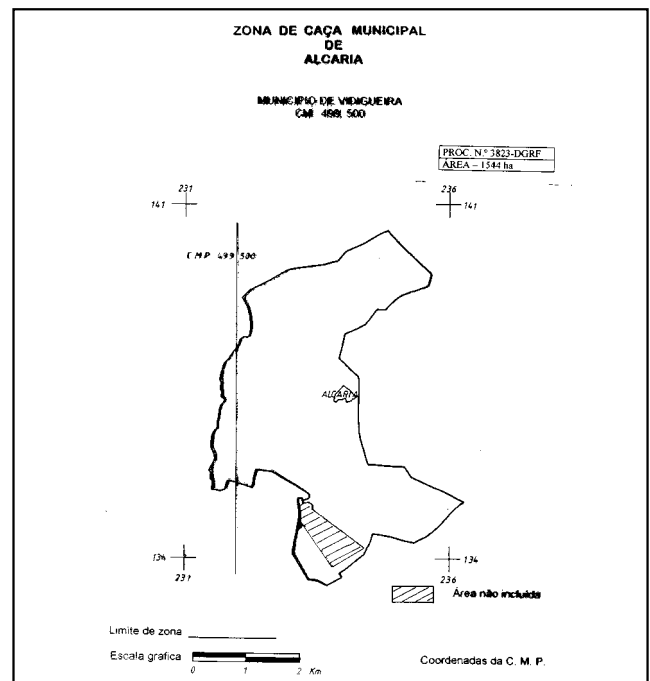 ZONA DE CAÇA MUNICIPAL
DE
ALCARIA
MUNICIPIO DE VIDIGUEIRA
CMI 499, 500
PROC. N.º 3823-DGRF
ÁREA – 1544 ha
231
141
236
141
C.M.P. 499 500
ALCARIA
134
231
134
236
Área não incluida
Limite de zona
Escala grafica
0 1 2 Km
Coordenadas da C. M. P.